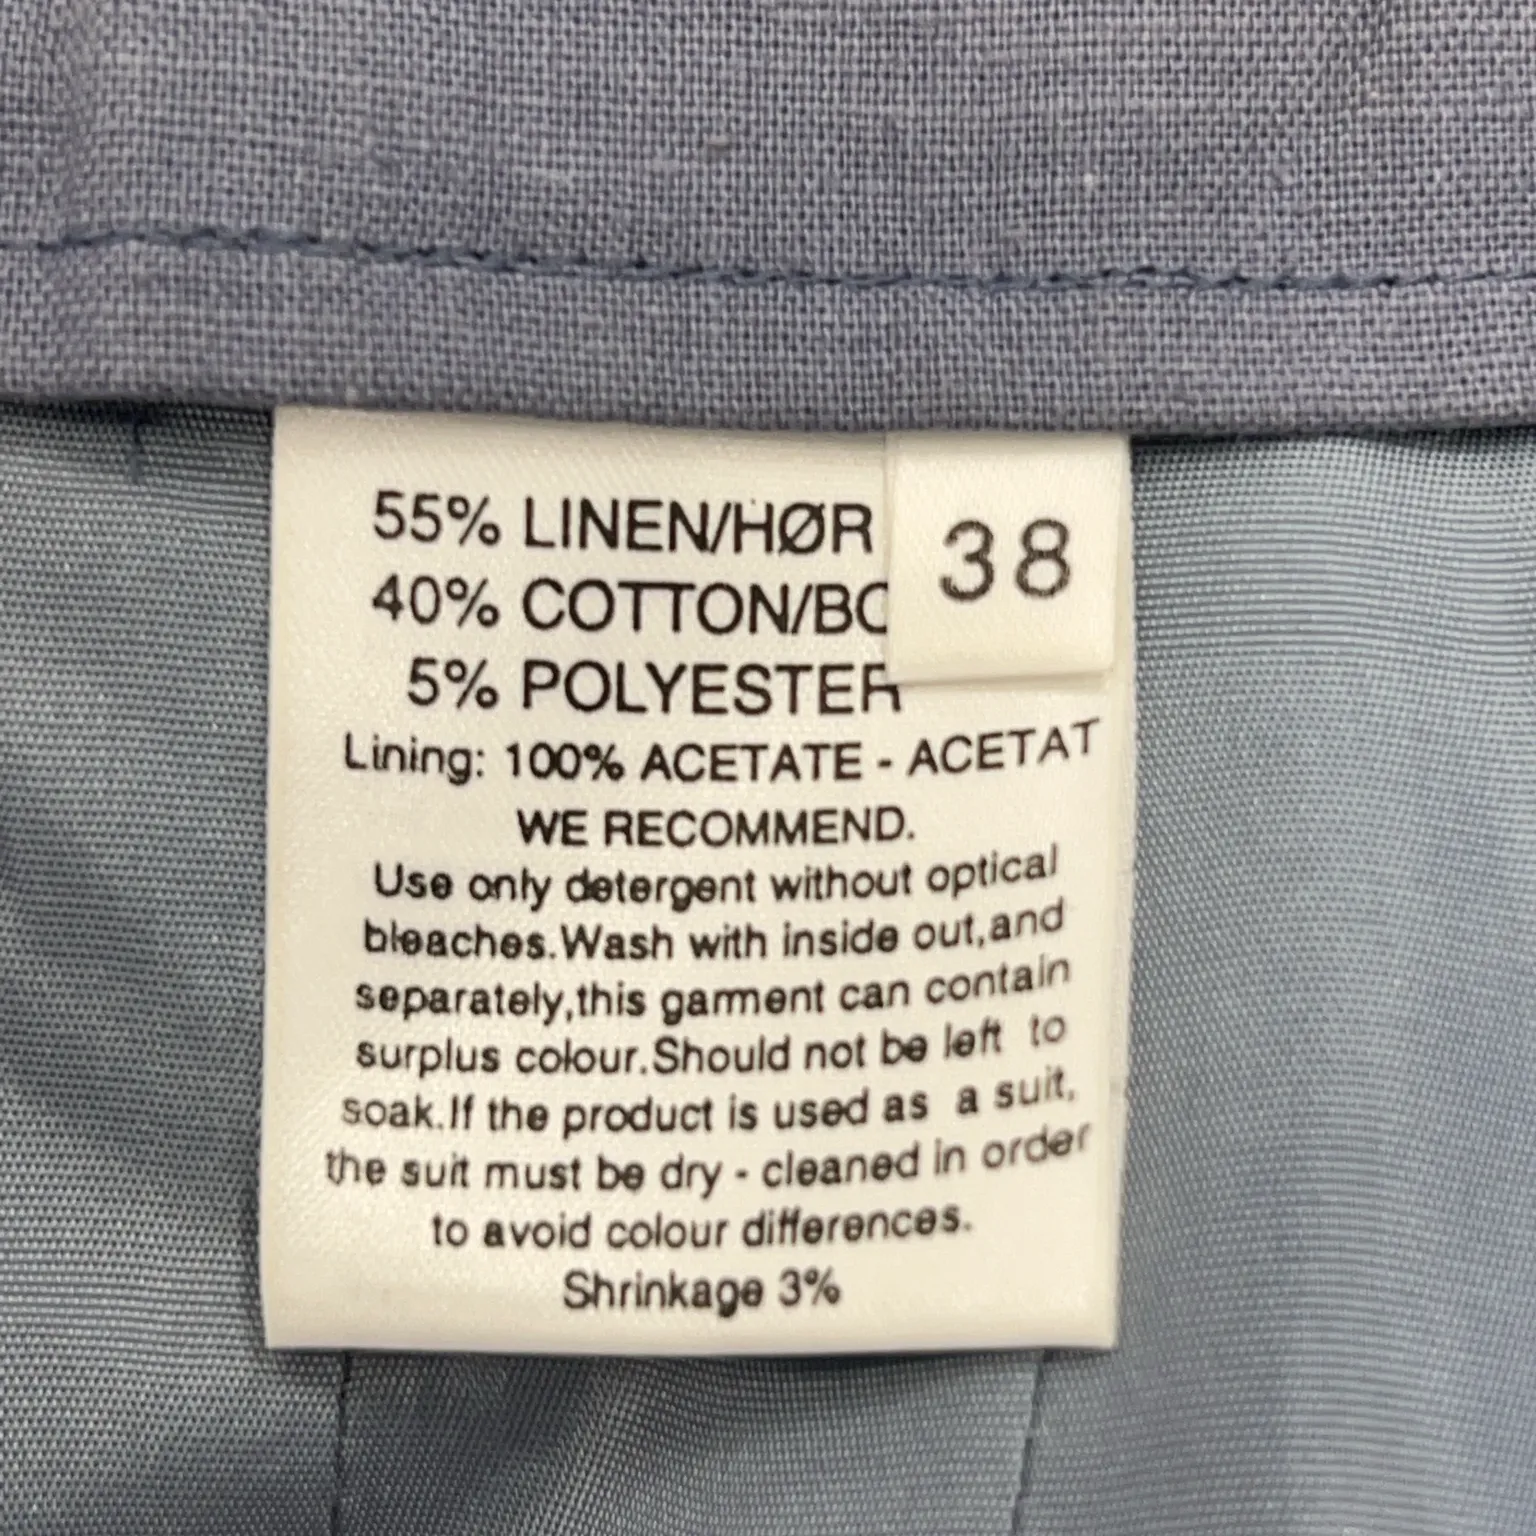 55% LINEN/HØR
38
40% COTTON/BO
5% POLYESTER
Lining: 100% ACETATE - ACETAT
WE RECOMMEND.
Use only detergent without optical
bleaches.Wash with inside out,and
separately,this garment can contain
surplus colour.Should not be left to
soak.If the product is used as a suit,
the suit must be dry - cleaned in order
to avoid colour differences.
Shrinkage 3%